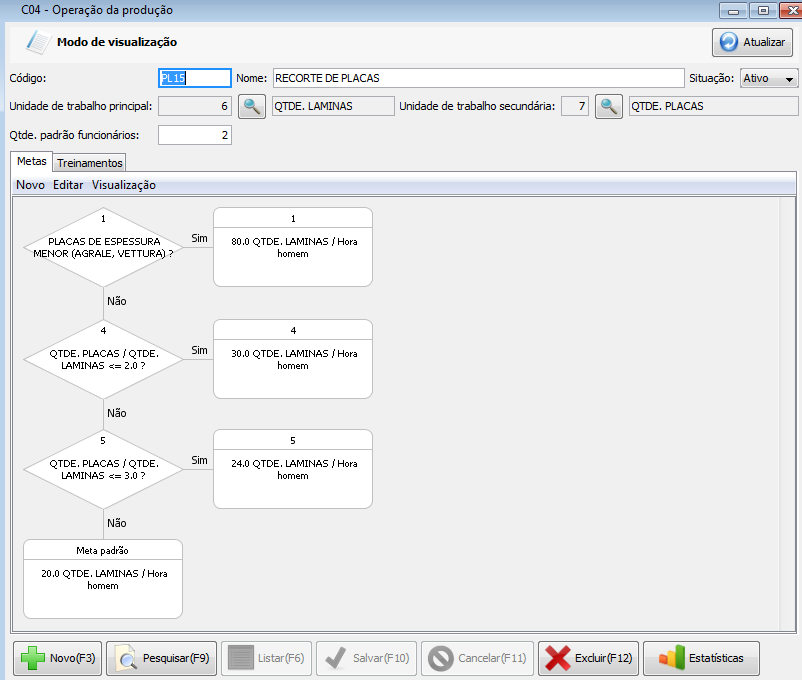 C04 - Operação da produção
Modo de visualização
Atualizar
Código: PL15 Nome: RECORTE DE PLACAS Situação: Ativo
Unidade de trabalho principal: 6 QTDE. LAMINAS Unidade de trabalho secundária: 7 QTDE. PLACAS
Qtde. padrão funcionários: 2
Metas Treinamentos
Novo Editar Visualização
1
PLACAS DE ESPESSURA
MENOR (AGRALE, VETTURA) ?
Sim
1
80.0 QTDE. LAMINAS / Hora
homem
Não
4
QTDE. PLACAS / QTDE.
LAMINAS <= 2.0 ?
Sim
4
30.0 QTDE. LAMINAS / Hora
homem
Não
5
QTDE. PLACAS / QTDE.
LAMINAS <= 3.0 ?
Sim
5
24.0 QTDE. LAMINAS / Hora
homem
Não
Meta padrão
20.0 QTDE. LAMINAS / Hora
homem
Novo(F3) Pesquisar(F9) Listar(F6) Salvar(F10) Cancelar(F11) Excluir(F12) Estatísticas